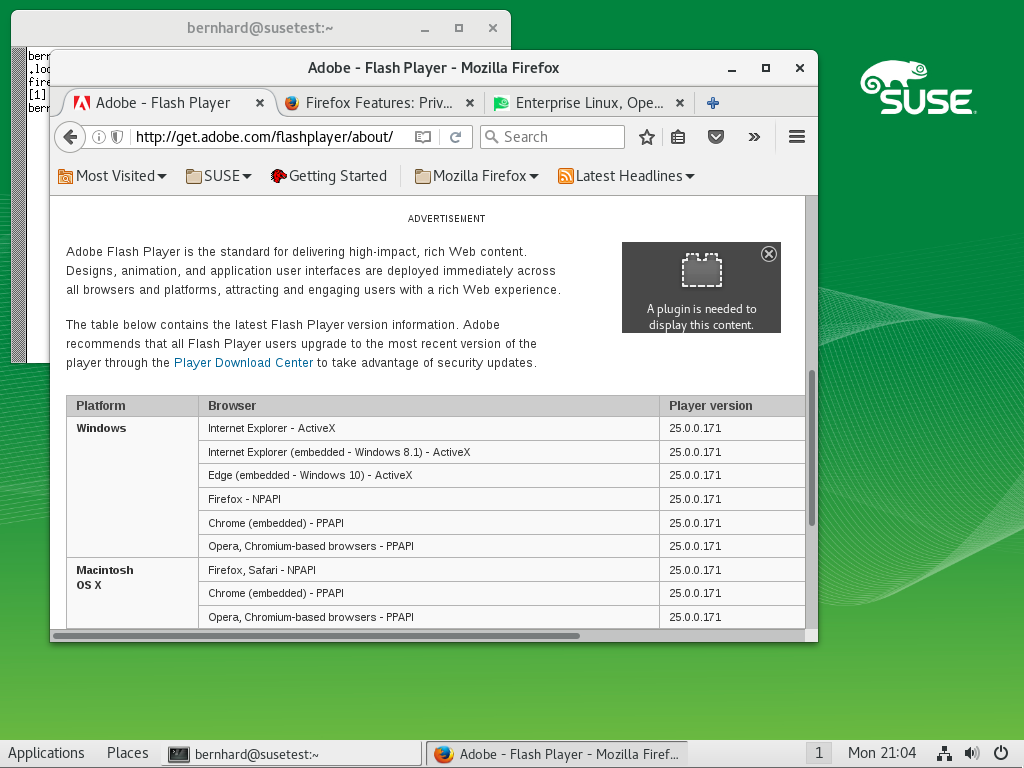 bernhard@susetest:~
bern
.loc
fire
[1]
bern
Adobe - Flash Player - Mozilla Firefox
Adobe - Flash Player
Firefox Features: Priv...
Enterprise Linux, Ope...
http://get.adobe.com/flashplayer/about/
Search
Most Visited
SUSE
Getting Started
Mozilla Firefox
Latest Headlines
SUSE
ADVERTISEMENT
Adobe Flash Player is the standard for delivering high-impact, rich Web content.
Designs, animation, and application user interfaces are deployed immediately across
all browsers and platforms, attracting and engaging users with a rich Web experience.
A plugin is needed to
display this content.
The table below contains the latest Flash Player version information. Adobe
recommends that all Flash Player users upgrade to the most recent version of the
player through the Player Download Center to take advantage of security updates.
Platform Browser Player version
Windows Internet Explorer - ActiveX 25.0.0.171
Internet Explorer (embedded - Windows 8.1) - ActiveX 25.0.0.171
Edge (embedded - Windows 10) - ActiveX 25.0.0.171
Firefox - NPAPI 25.0.0.171
Chrome (embedded) - PPAPI 25.0.0.171
Opera, Chromium-based browsers - PPAPI 25.0.0.171
Macintosh Firefox, Safari - NPAPI 25.0.0.171
OS X
Chrome (embedded) - PPAPI 25.0.0.171
Opera, Chromium-based browsers - PPAPI 25.0.0.171
Applications Places bernhard@susetest:~ Adobe - Flash Player - Mozilla Firef... 1 Mon 21:04